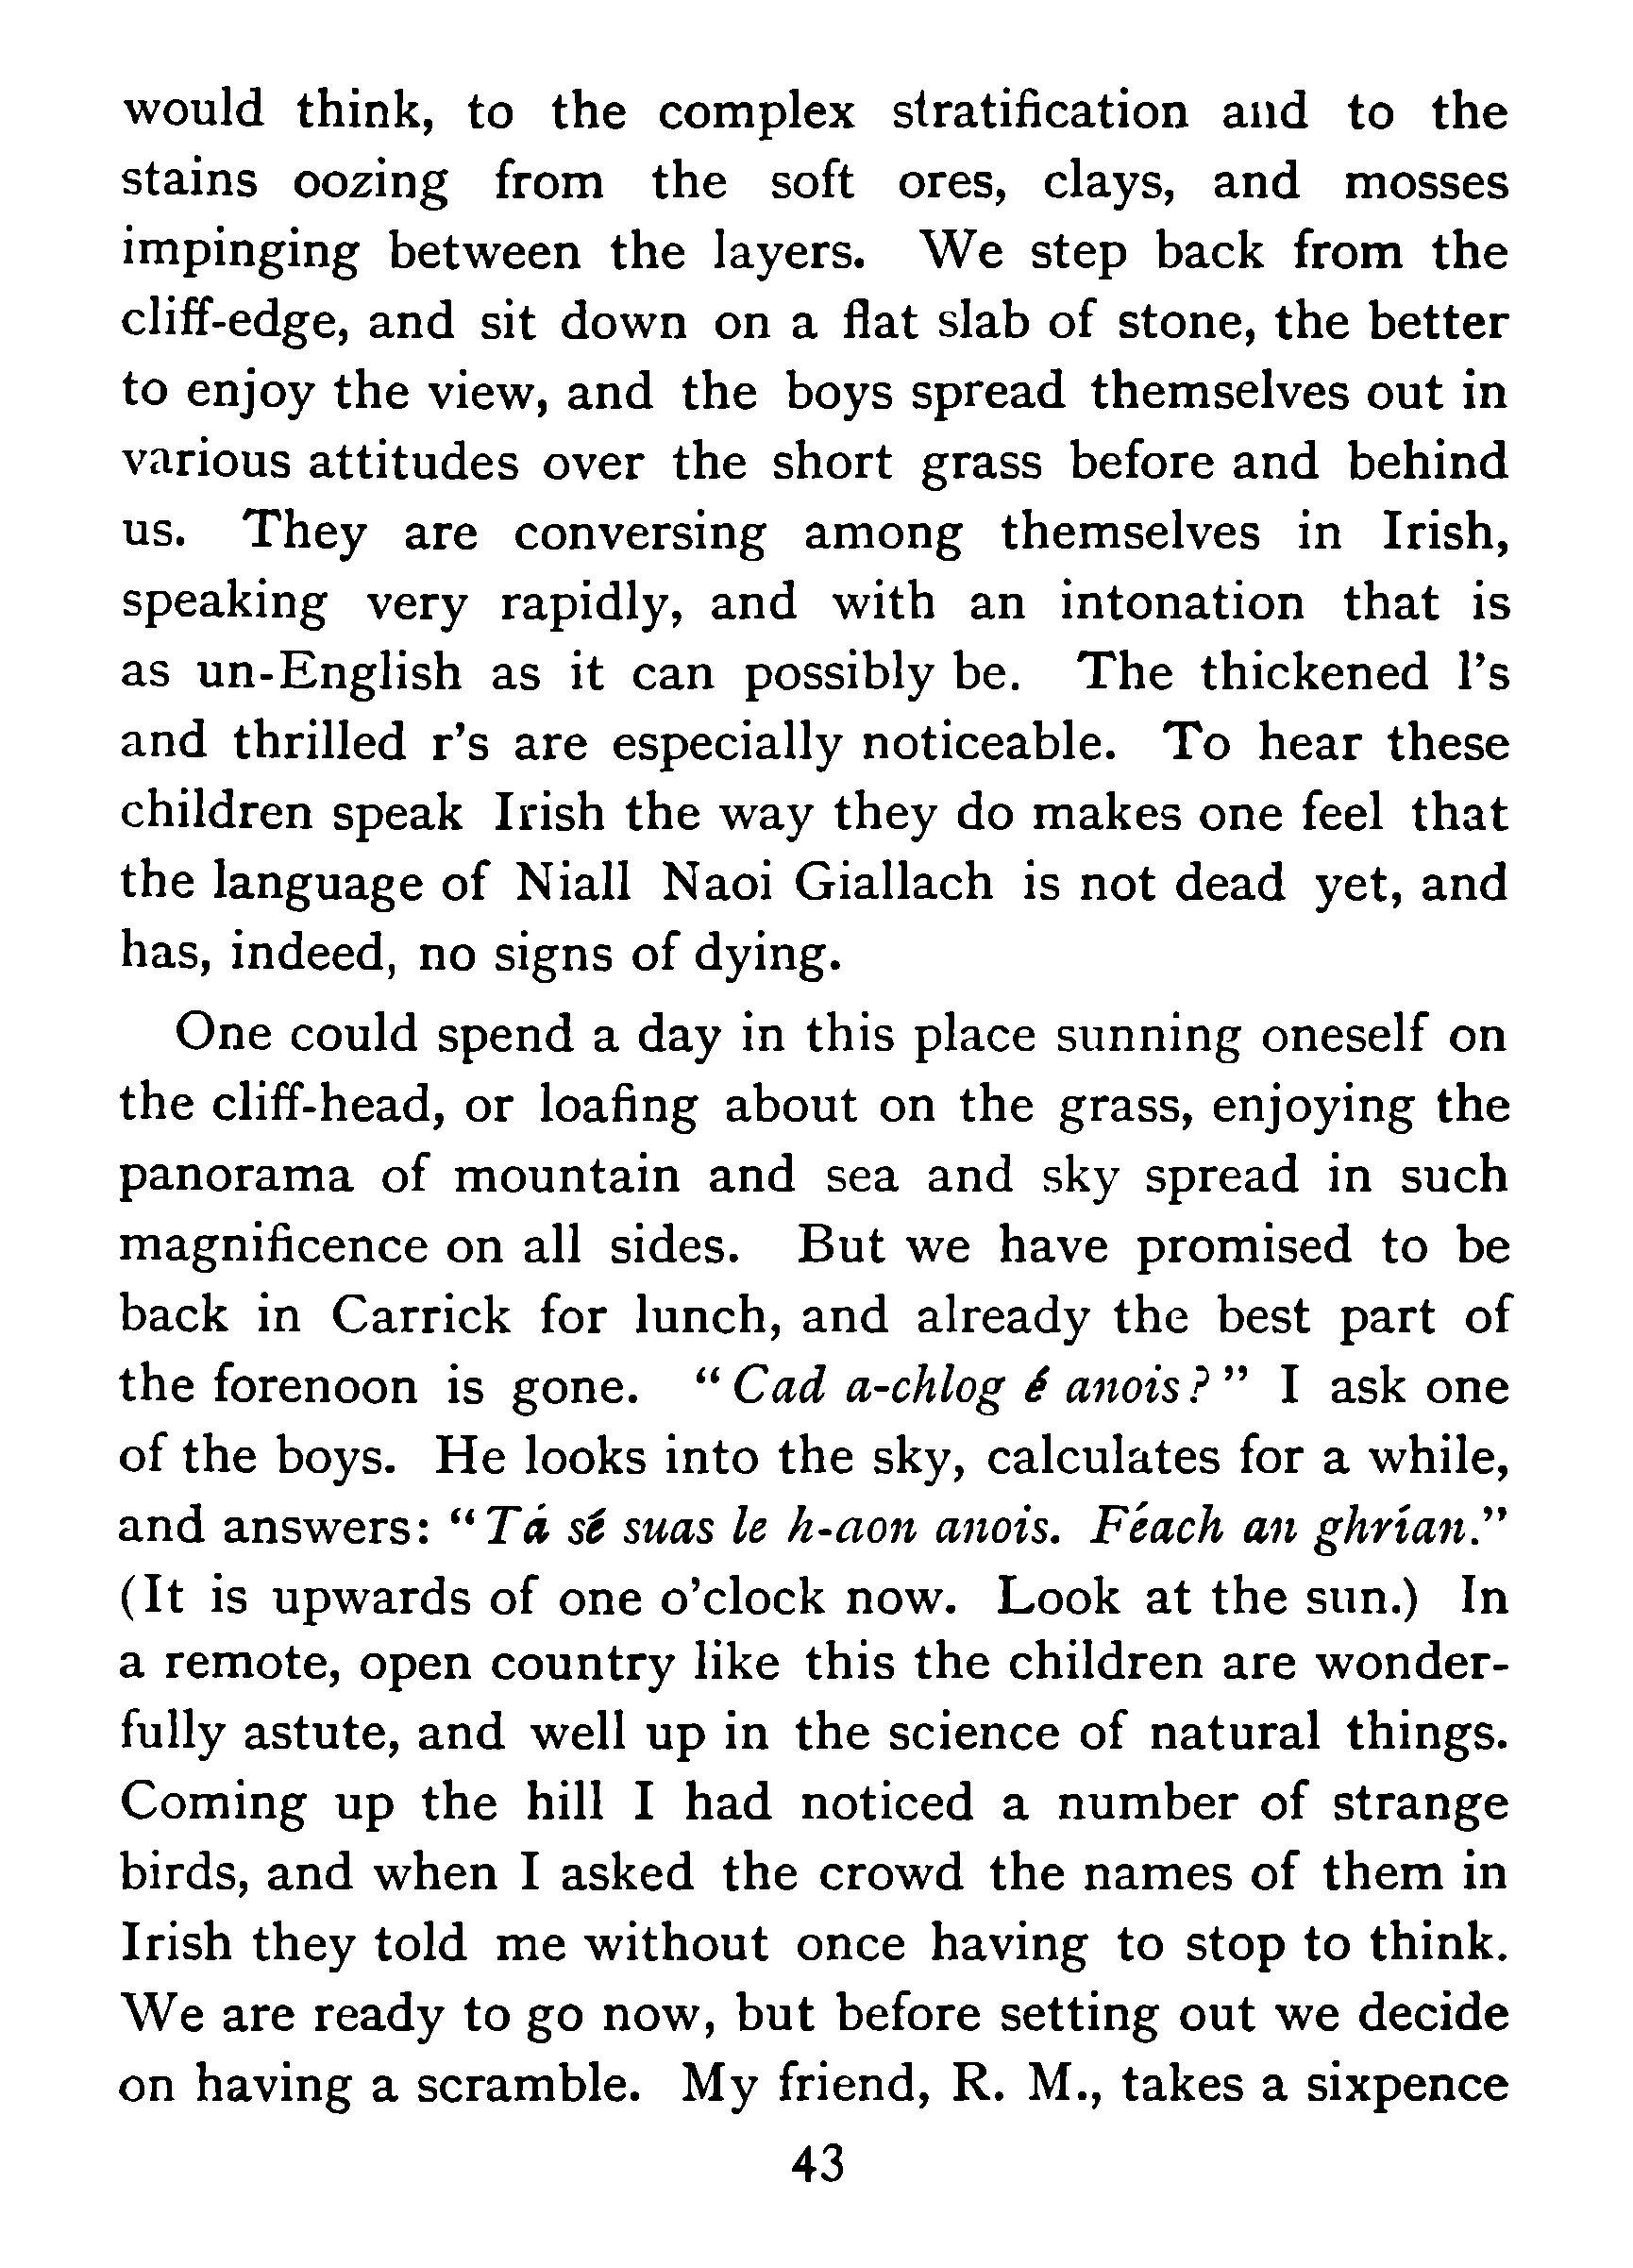 would think, to the complex stratification and to the
stains oozing from the soft ores, clays, and mosses
impinging between the layers. We step back from the
cliff-edge, and sit down on a flat slab of stone, the better
to enjoy the view, and the boys spread themselves out in
various attitudes over the short grass before and behind
us. They are conversing among themselves in Irish,
speaking very rapidly, and with an intonation that is
as un-English as it can possibly be. The thickened l's
and thrilled r's are especially noticeable. To hear these
children speak Irish the way they do makes one feel that
the language of Niall Naoi Giallach is not dead yet, and
has, indeed, no signs of dying.
One could spend a day in this place sunning oneself on
the cliff-head, or loafing about on the grass, enjoying the
panorama of mountain and sea and sky spread in such
magnificence on all sides. But we have promised to be
back in Carrick for lunch, and already the best part of
the forenoon is gone. "Cad a-chlog é anois?" I ask one
of the boys. He looks into the sky, calculates for a while,
and answers: "Tá sé suas le h-aon anois. Féach an ghrían."
(It is upwards of one o'clock now. Look at the sun.) In
a remote, open country like this the children are wonder-
fully astute, and well up in the science of natural things.
Coming up the hill I had noticed a number of strange
birds, and when I asked the crowd the names of them in
Irish they told me without once having to stop to think.
We are ready to go now, but before setting out we decide
on having a scramble. My friend, R. M., takes a sixpence
43